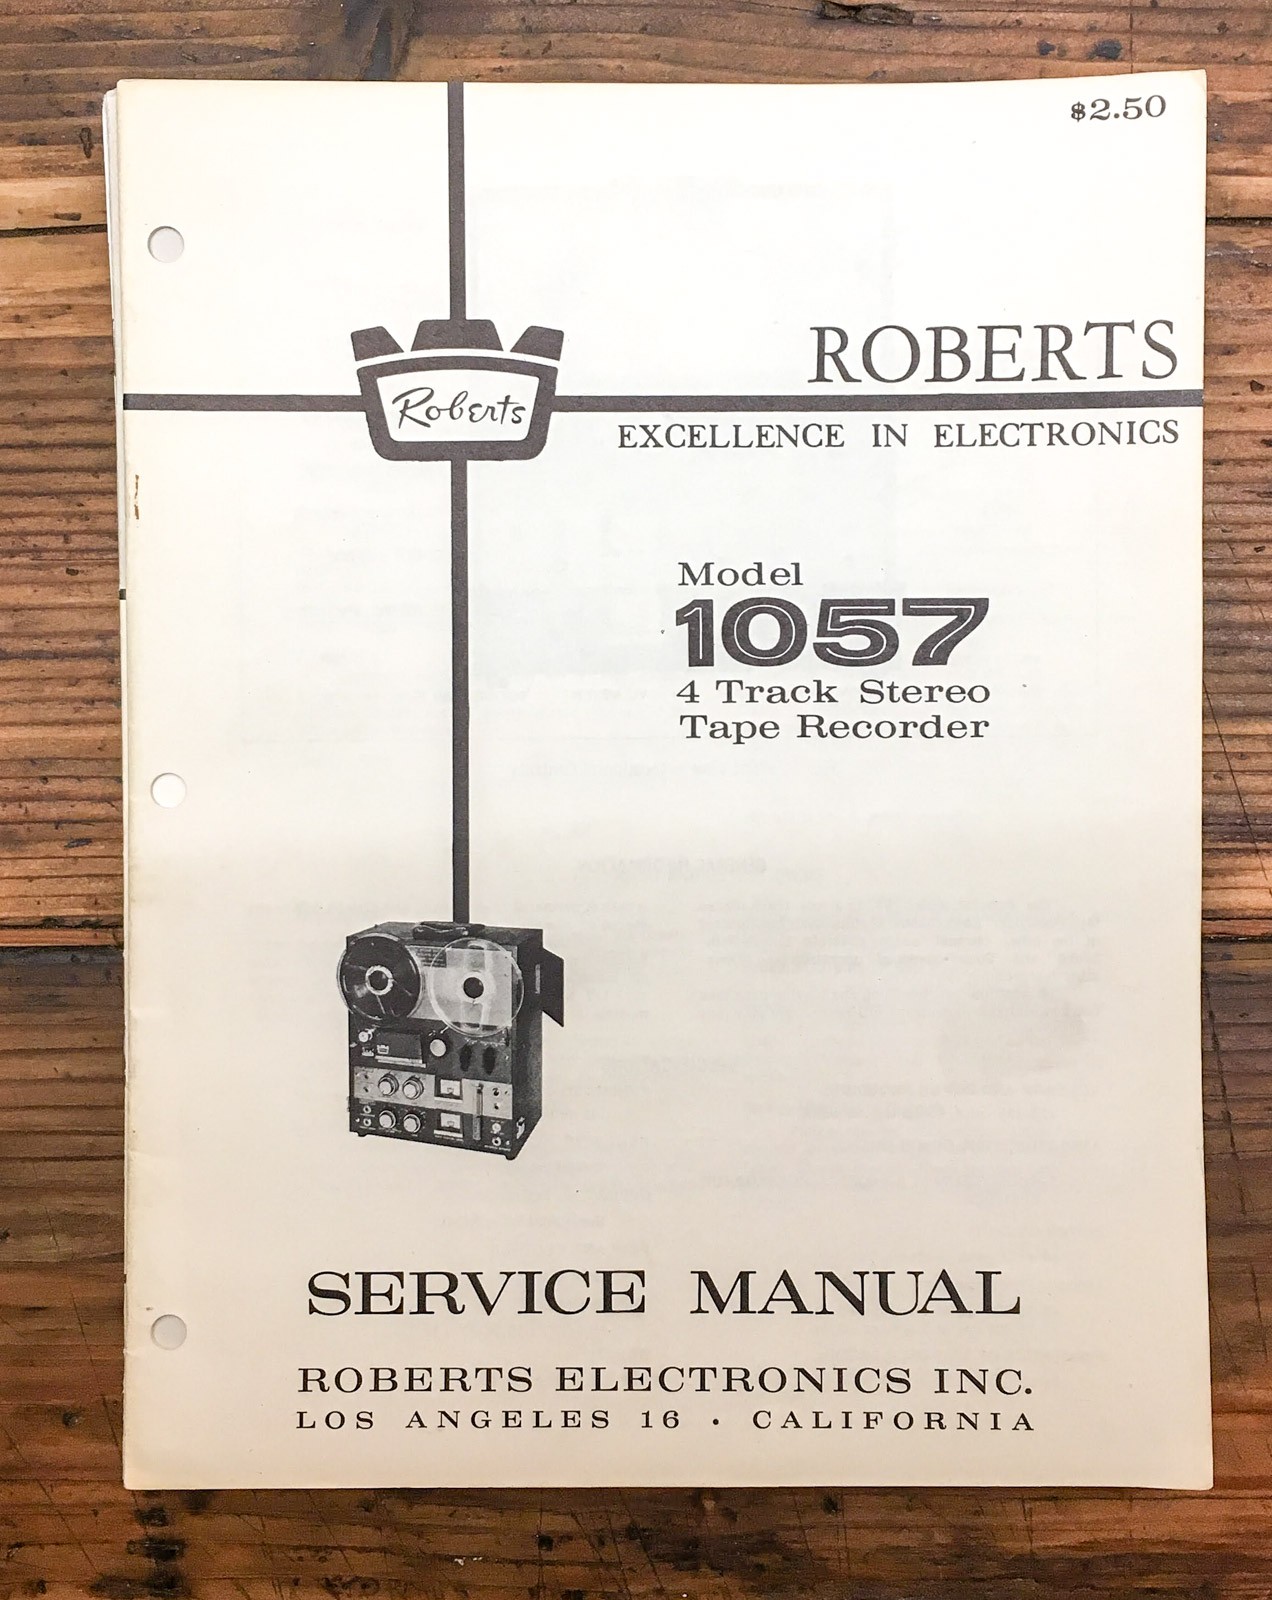 $2.50
ROBERTS
Roberts
EXCELLENCE IN ELECTRONICS
Model
1057
4 Track Stereo
Tape Recorder
SERVICE MANUAL
ROBERTS ELECTRONICS INC.
LOS ANGELES 16 · CALIFORNIA